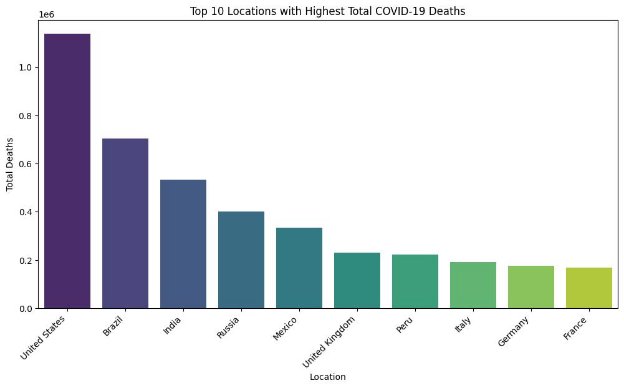 Top 10 Locations with Highest Total COVID-19 Deaths
1e6
1.0
0.8
0.6
0.4
0.2
0.0
Total Deaths
United States
Brazil
India
Russia
Mexico
United Kingdom
Peru
Italy
Germany
France
Location